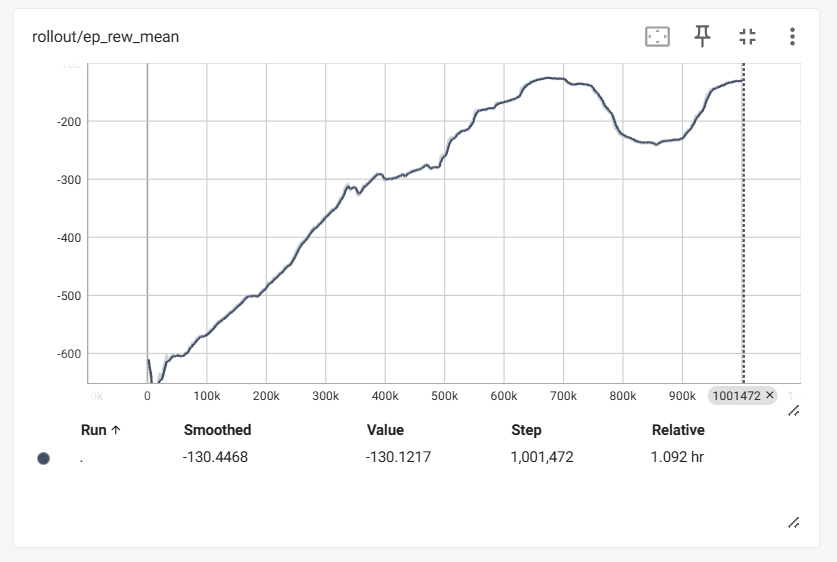 rollout/ep_rew_mean
-200
-300
-400
-500
-600
0 100k 200k 300k 400k 500k 600k 700k 800k 900k 1001472 ×
Run ↑ Smoothed Value Step Relative
. -130.4468 -130.1217 1,001,472 1.092 hr